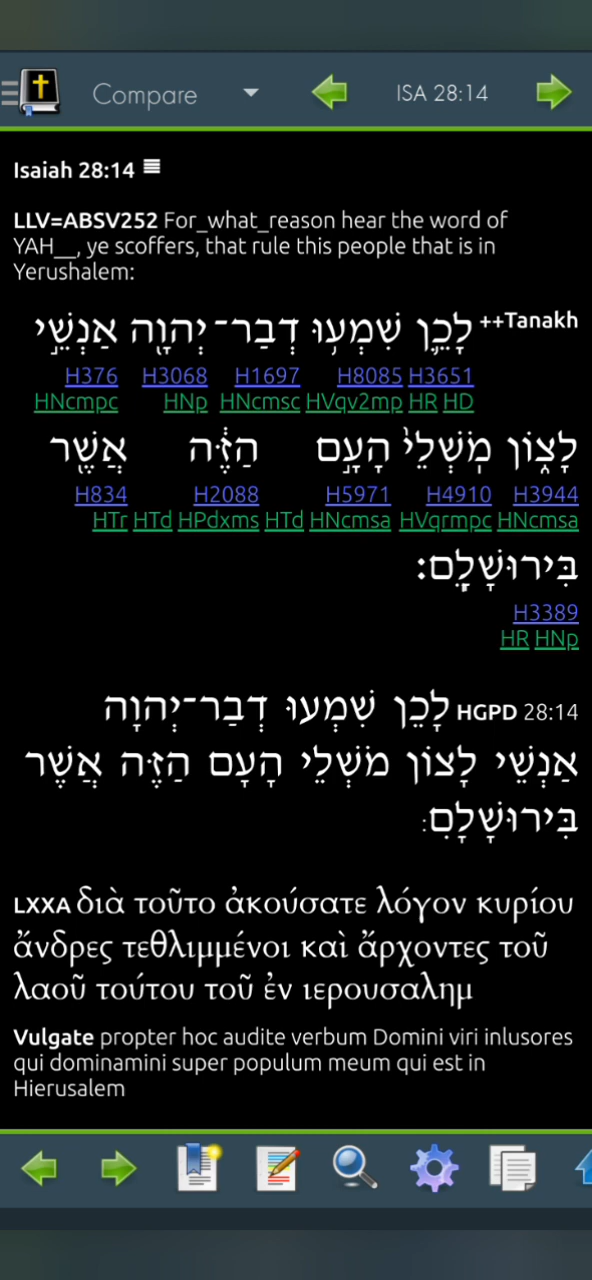 Compare
ISA 28:14
Isaiah 28:14
LLV=ABSV252 For_what_reason hear the word of
YAH__, ye scoffers, that rule this people that is in
Yerushalem:
++Tanakh לָכֵ֥ן שִׁמְע֖וּ דְבַר־יְהוָ֑ה אַנְשֵׁ֣י
H376 H3068 H1697 H8085 H3651
HNcmpc HNp HNcmsc HVqv2mp HR HD
לָצ֑וֹן מֹֽשְׁלֵי֙ הָעָ֣ם הַזֶּ֔ה אֲשֶׁ֖ר
H834 H2088 H5971 H4910 H3944
HTr HTd HPdxms HTd HNcmsa HVqrmpc HNcmsa
בִּירוּשָׁלִָֽם׃
H3389
HR HNp
HGPD 28:14 לָכֵן שִׁמְעוּ דְבַר־יְהוָה
אַנְשֵׁי לָצוֹן מֹשְׁלֵי הָעָם הַזֶּה אֲשֶׁר
בִּירוּשָׁלָםִ׃
LXXA διὰ τοῦτο ἀκούσατε λόγον κυρίου
ἄνδρες τεθλιμμένοι καὶ ἄρχοντες τοῦ
λαοῦ τούτου τοῦ ἐν ιερουσαλημ
Vulgate propter hoc audite verbum Domini viri inlusores
qui dominamini super populum meum qui est in
Hierusalem